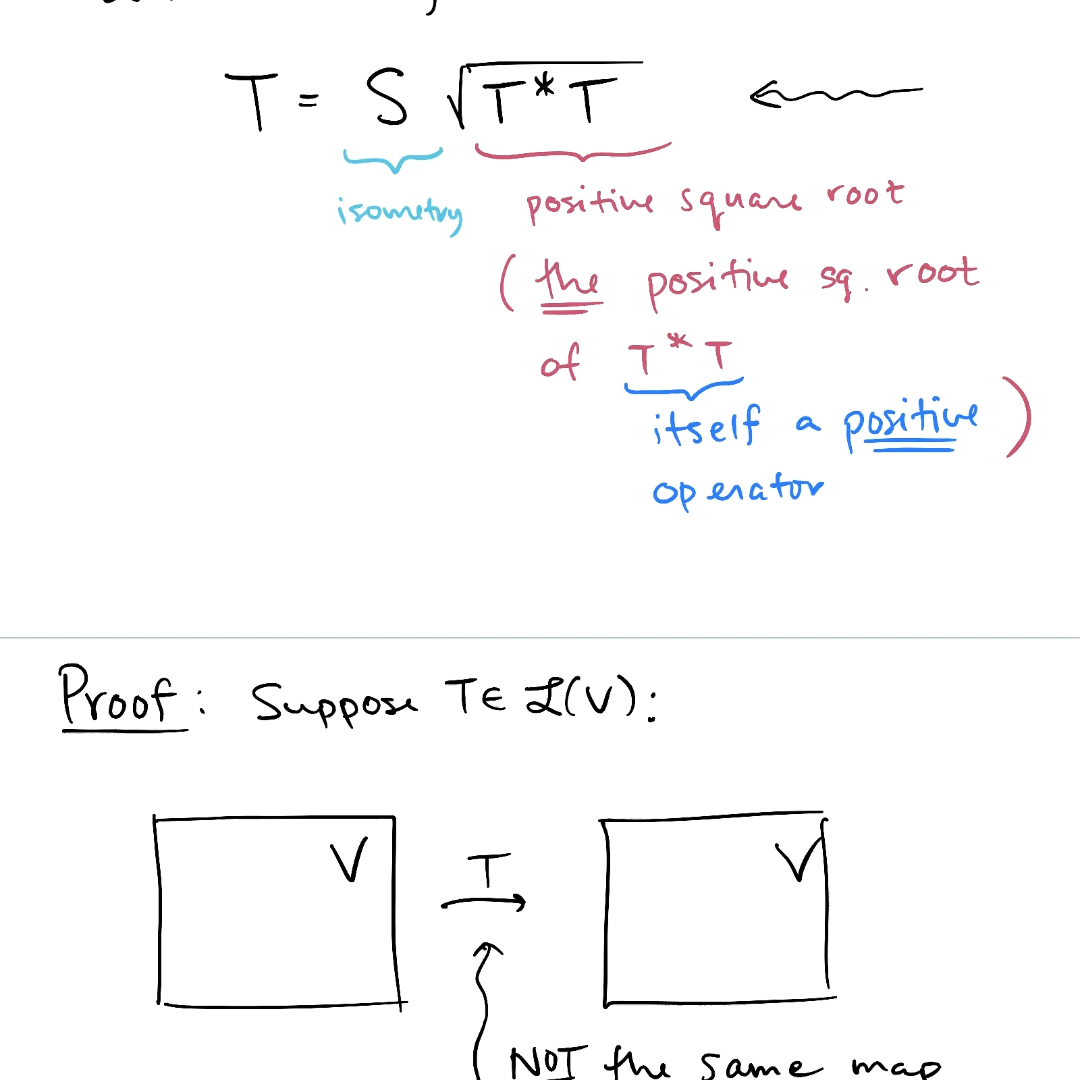 T = S √T*T
isometry positive square root
( the positive sq. root
of T*T
itself a positive )
operator
Proof: Suppose T∈ ℒ(V):
V T V
NOT the same map